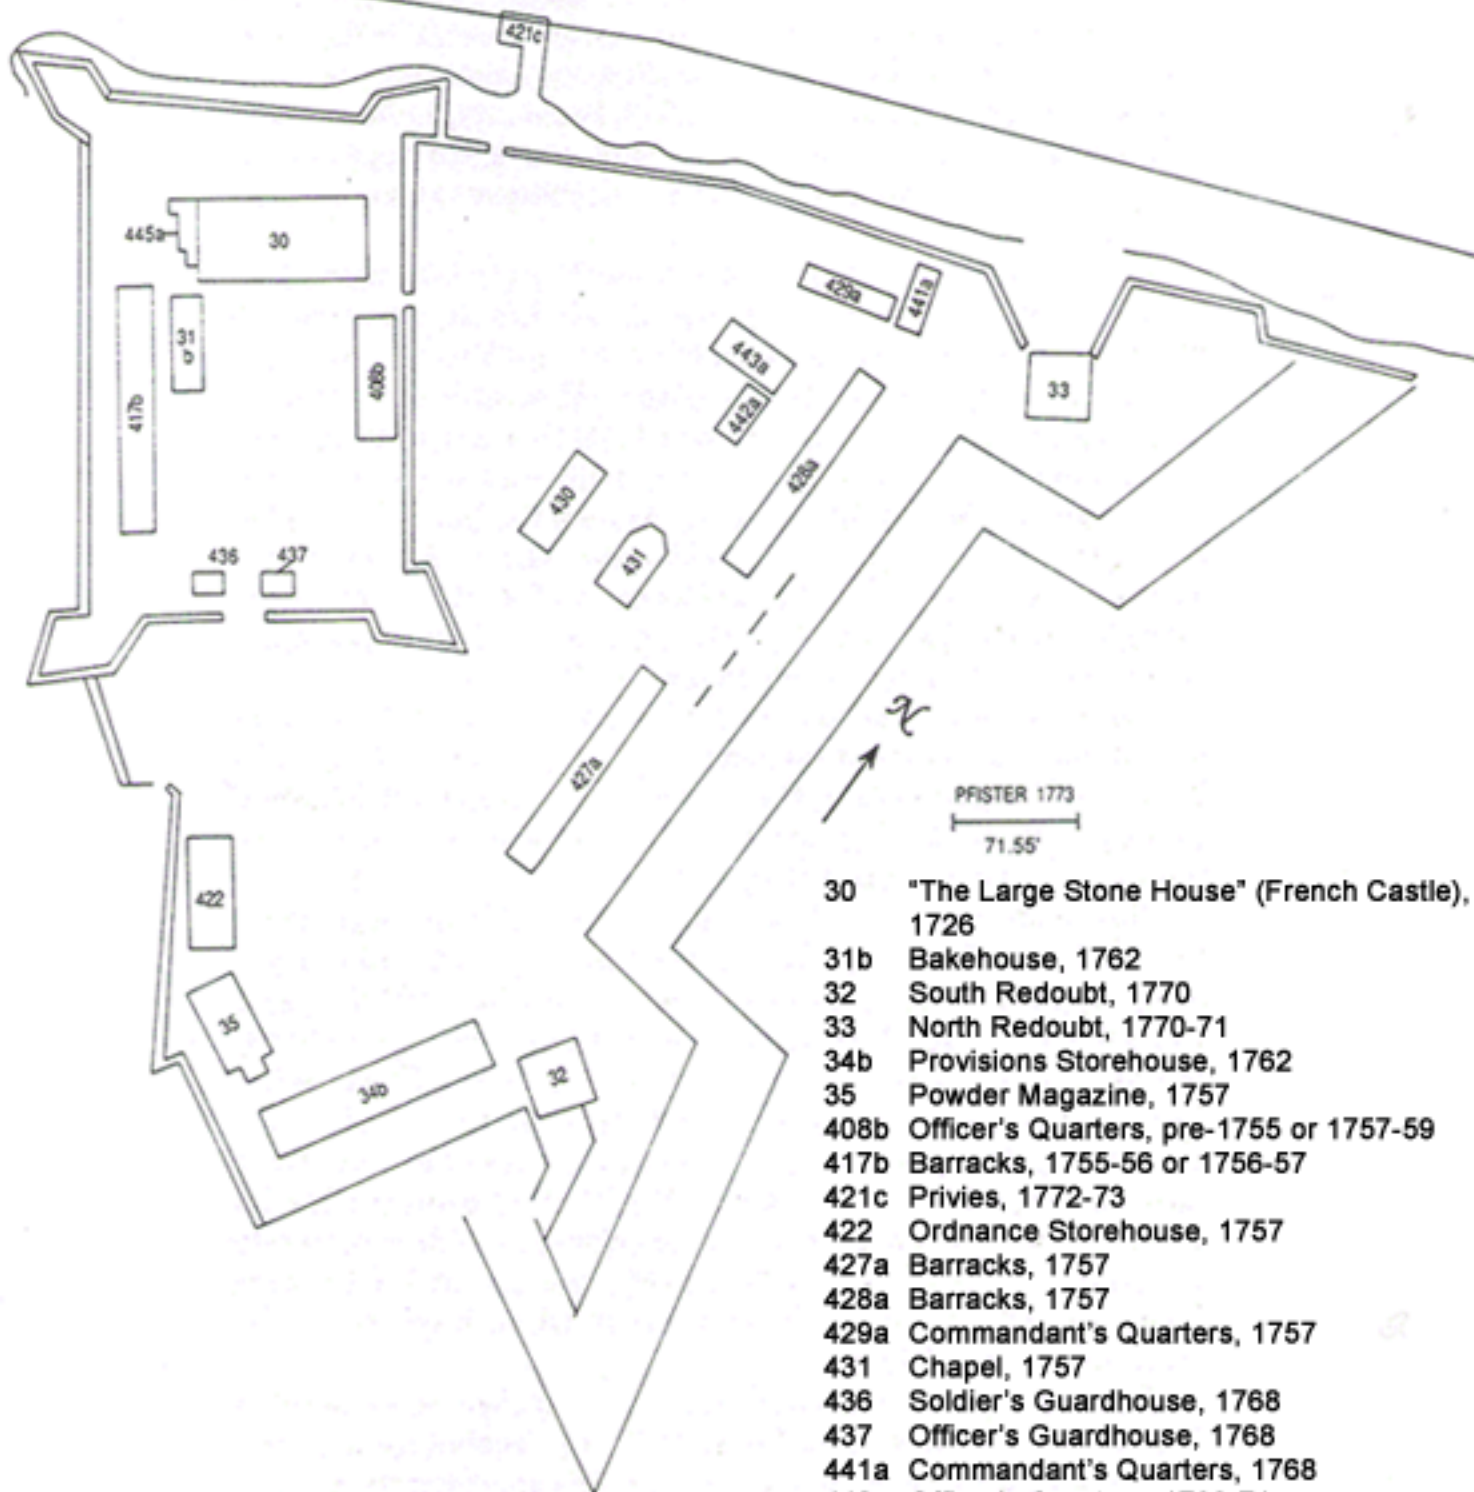 421c
445a
30
429a
441a
31
b
417b
408b
443a
442a
33
428a
430
431
436
437
N
427a
PFISTER 1773
71.55'
422
35
34b
32
30 "The Large Stone House" (French Castle),
1726
31b Bakehouse, 1762
32 South Redoubt, 1770
33 North Redoubt, 1770-71
34b Provisions Storehouse, 1762
35 Powder Magazine, 1757
408b Officer's Quarters, pre-1755 or 1757-59
417b Barracks, 1755-56 or 1756-57
421c Privies, 1772-73
422 Ordnance Storehouse, 1757
427a Barracks, 1757
428a Barracks, 1757
429a Commandant's Quarters, 1757
431 Chapel, 1757
436 Soldier's Guardhouse, 1768
437 Officer's Guardhouse, 1768
441a Commandant's Quarters, 1768